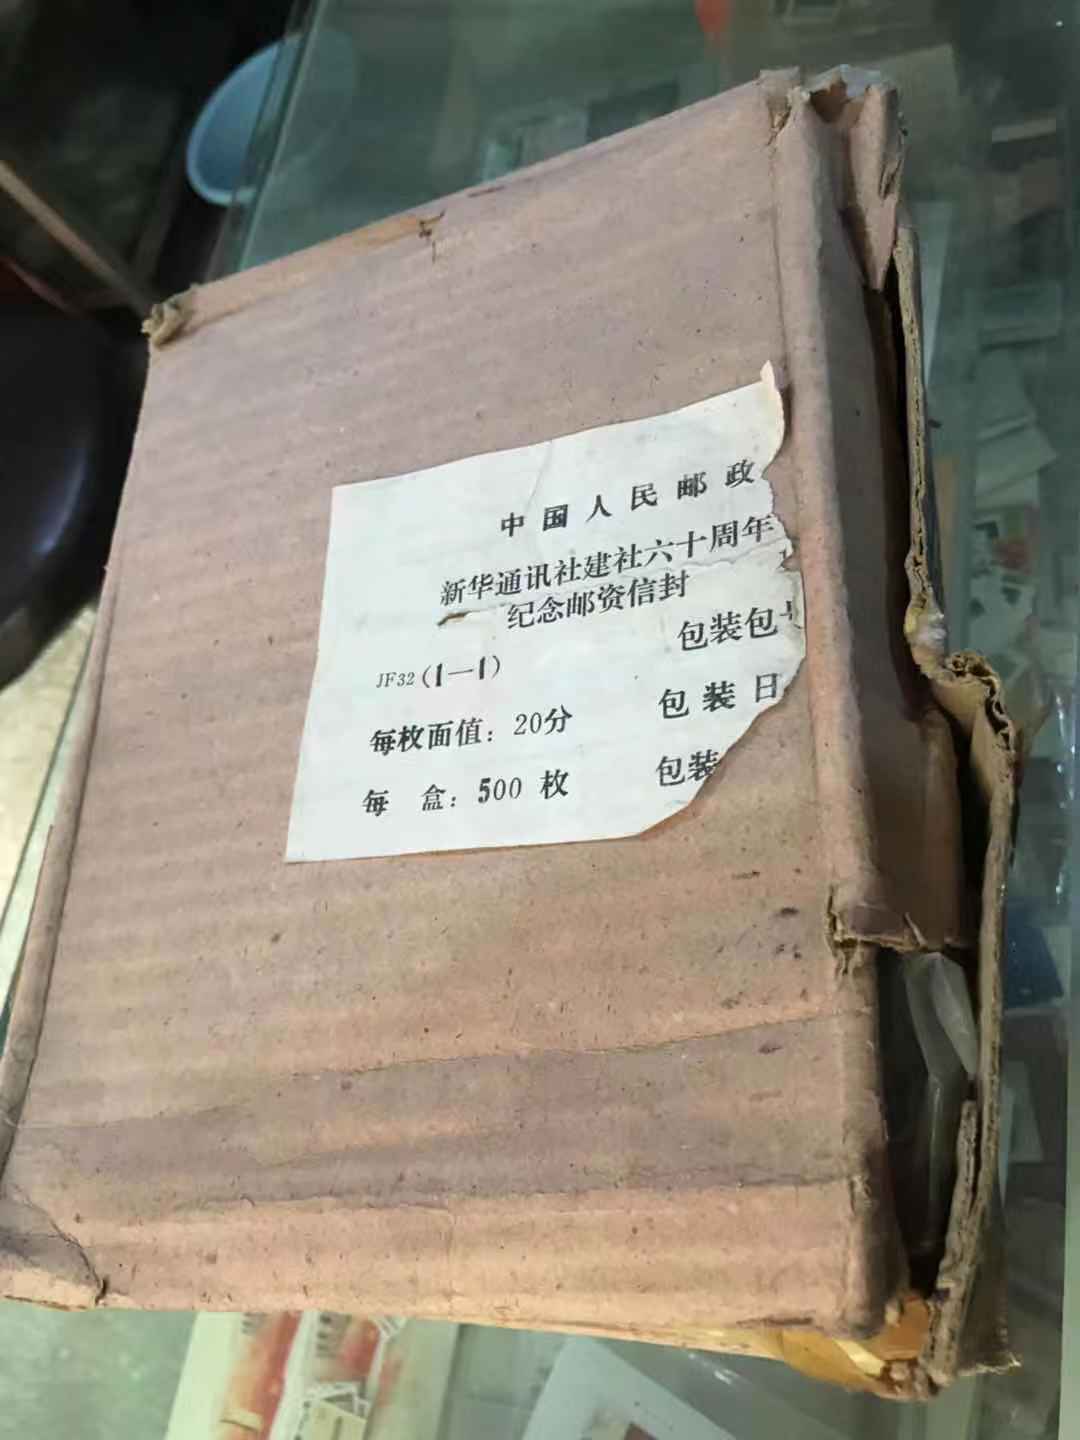 中国人民邮政
新华通讯社建社六十周年
纪念邮资信封
JF32(1—1)
包装包
每枚面值：20分
包装日
每 盒：500 枚
包装